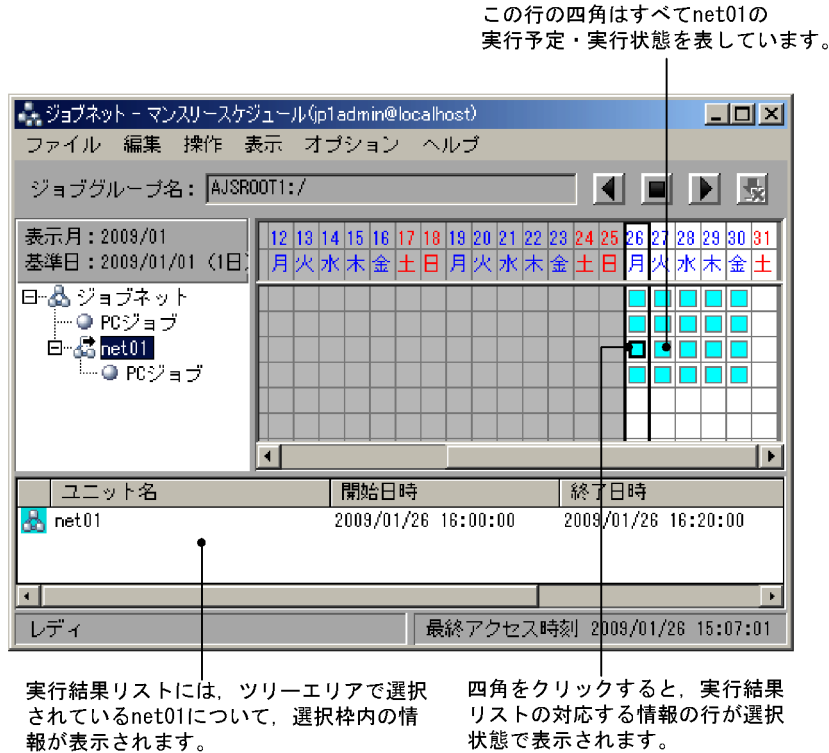 この行の四角はすべてnet01の
実行予定・実行状態を表しています。
ジョブネット - マンスリースケジュール(jp1admin@localhost)
ファイル 編集 操作 表示 オプション ヘルプ
ジョブグループ名： AJSROOT1:/
表示月：2009/01
基準日：2009/01/01 (1日)
12 13 14 15 16 17 18 19 20 21 22 23 24 25 26 27 28 29 30 31
月 火 水 木 金 土 日 月 火 水 木 金 土 日 月 火 水 木 金 土
ジョブネット
PCジョブ
net01
PCジョブ
ユニット名 開始日時 終了日時
net01 2009/01/26 16:00:00 2009/01/26 16:20:00
レディ 最終アクセス時刻 2009/01/26 15:07:01
実行結果リストには，ツリーエリアで選択
されているnet01について，選択枠内の情
報が表示されます。
四角をクリックすると，実行結果
リストの対応する情報の行が選択
状態で表示されます。